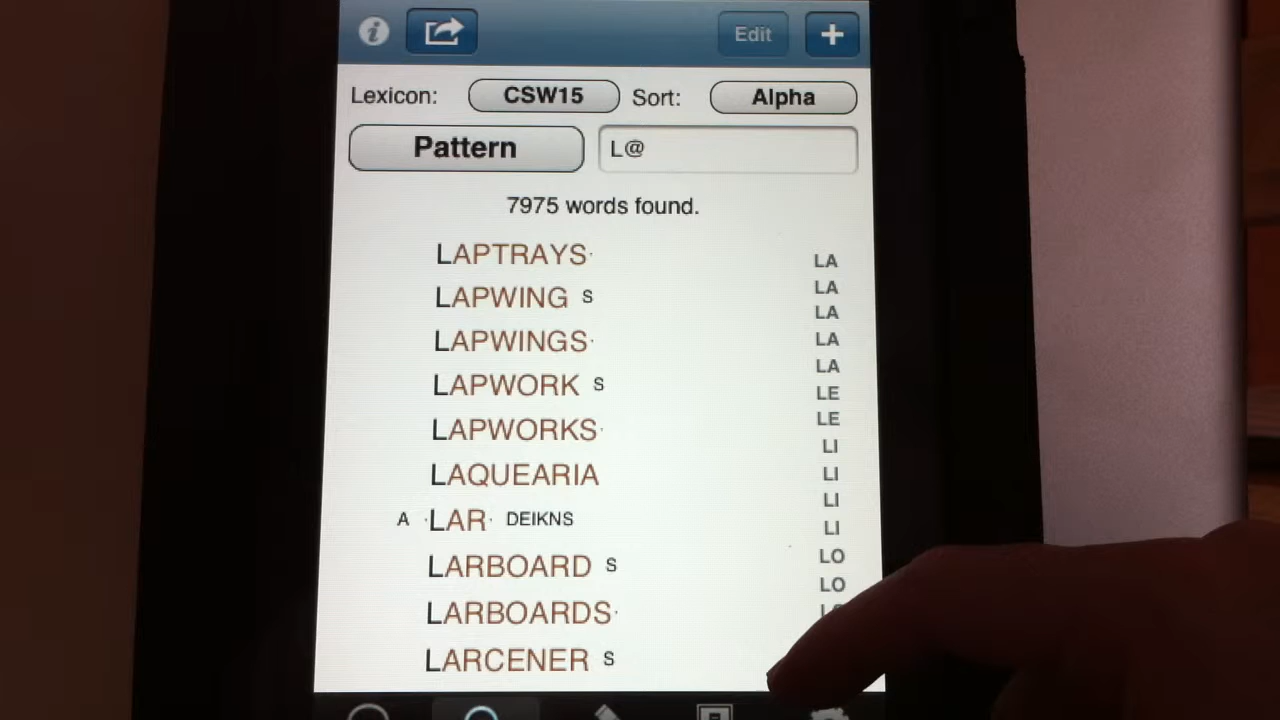 i Edit +
Lexicon: CSW15 Sort: Alpha
Pattern L@
7975 words found.
LAPTRAYS·
LAPWING S
LAPWINGS·
LAPWORK S
LAPWORKS·
LAQUEARIA
A ·LAR· DEIKNS
LARBOARD S
LARBOARDS·
LARCENER S
LA
LA
LA
LA
LA
LE
LE
LI
LI
LI
LI
LO
LO